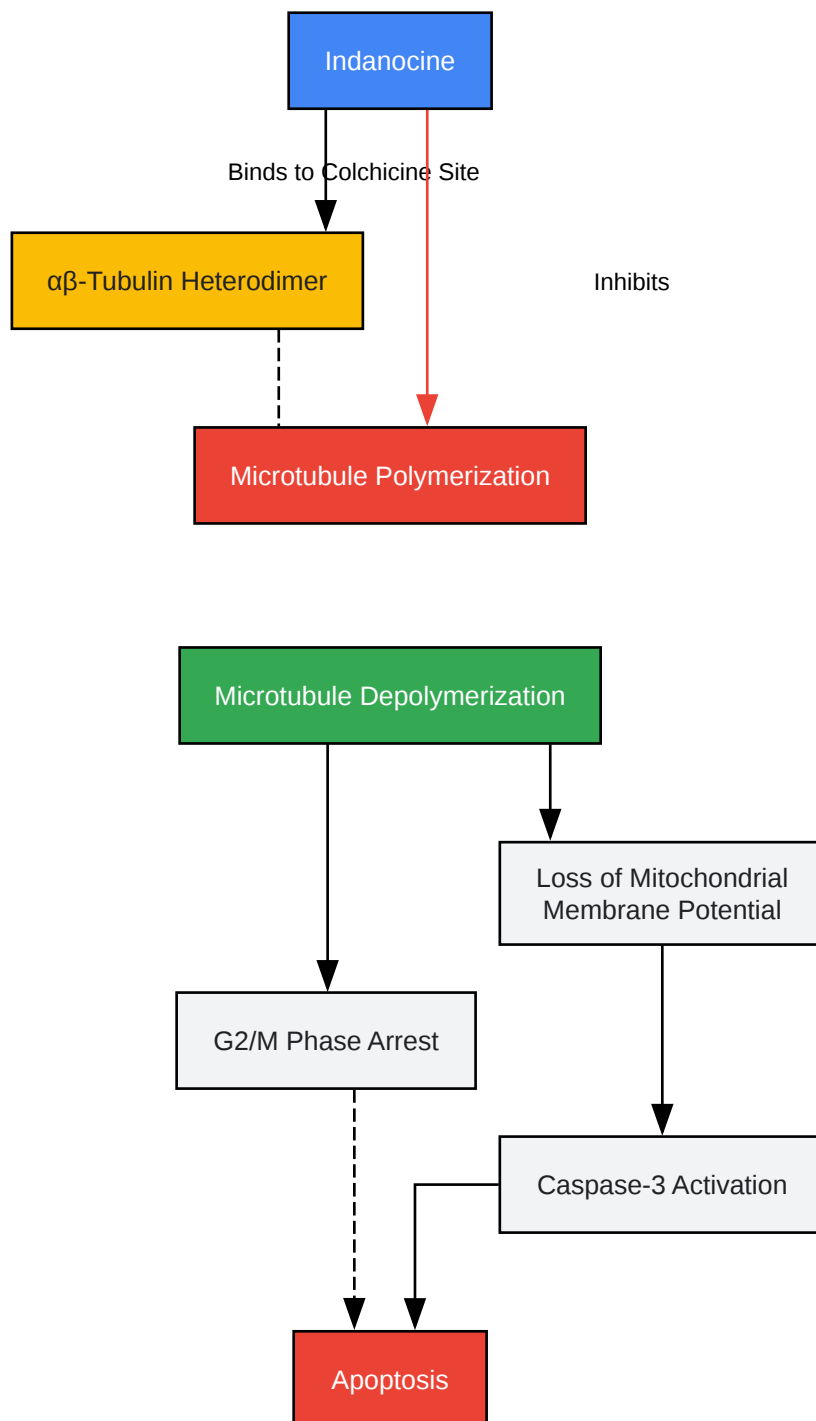 Indanocine
Binds to Colchicine Site
αβ-Tubulin Heterodimer
Inhibits
Microtubule Polymerization
Microtubule Depolymerization
Loss of Mitochondrial
Membrane Potential
G2/M Phase Arrest
Caspase-3 Activation
Apoptosis